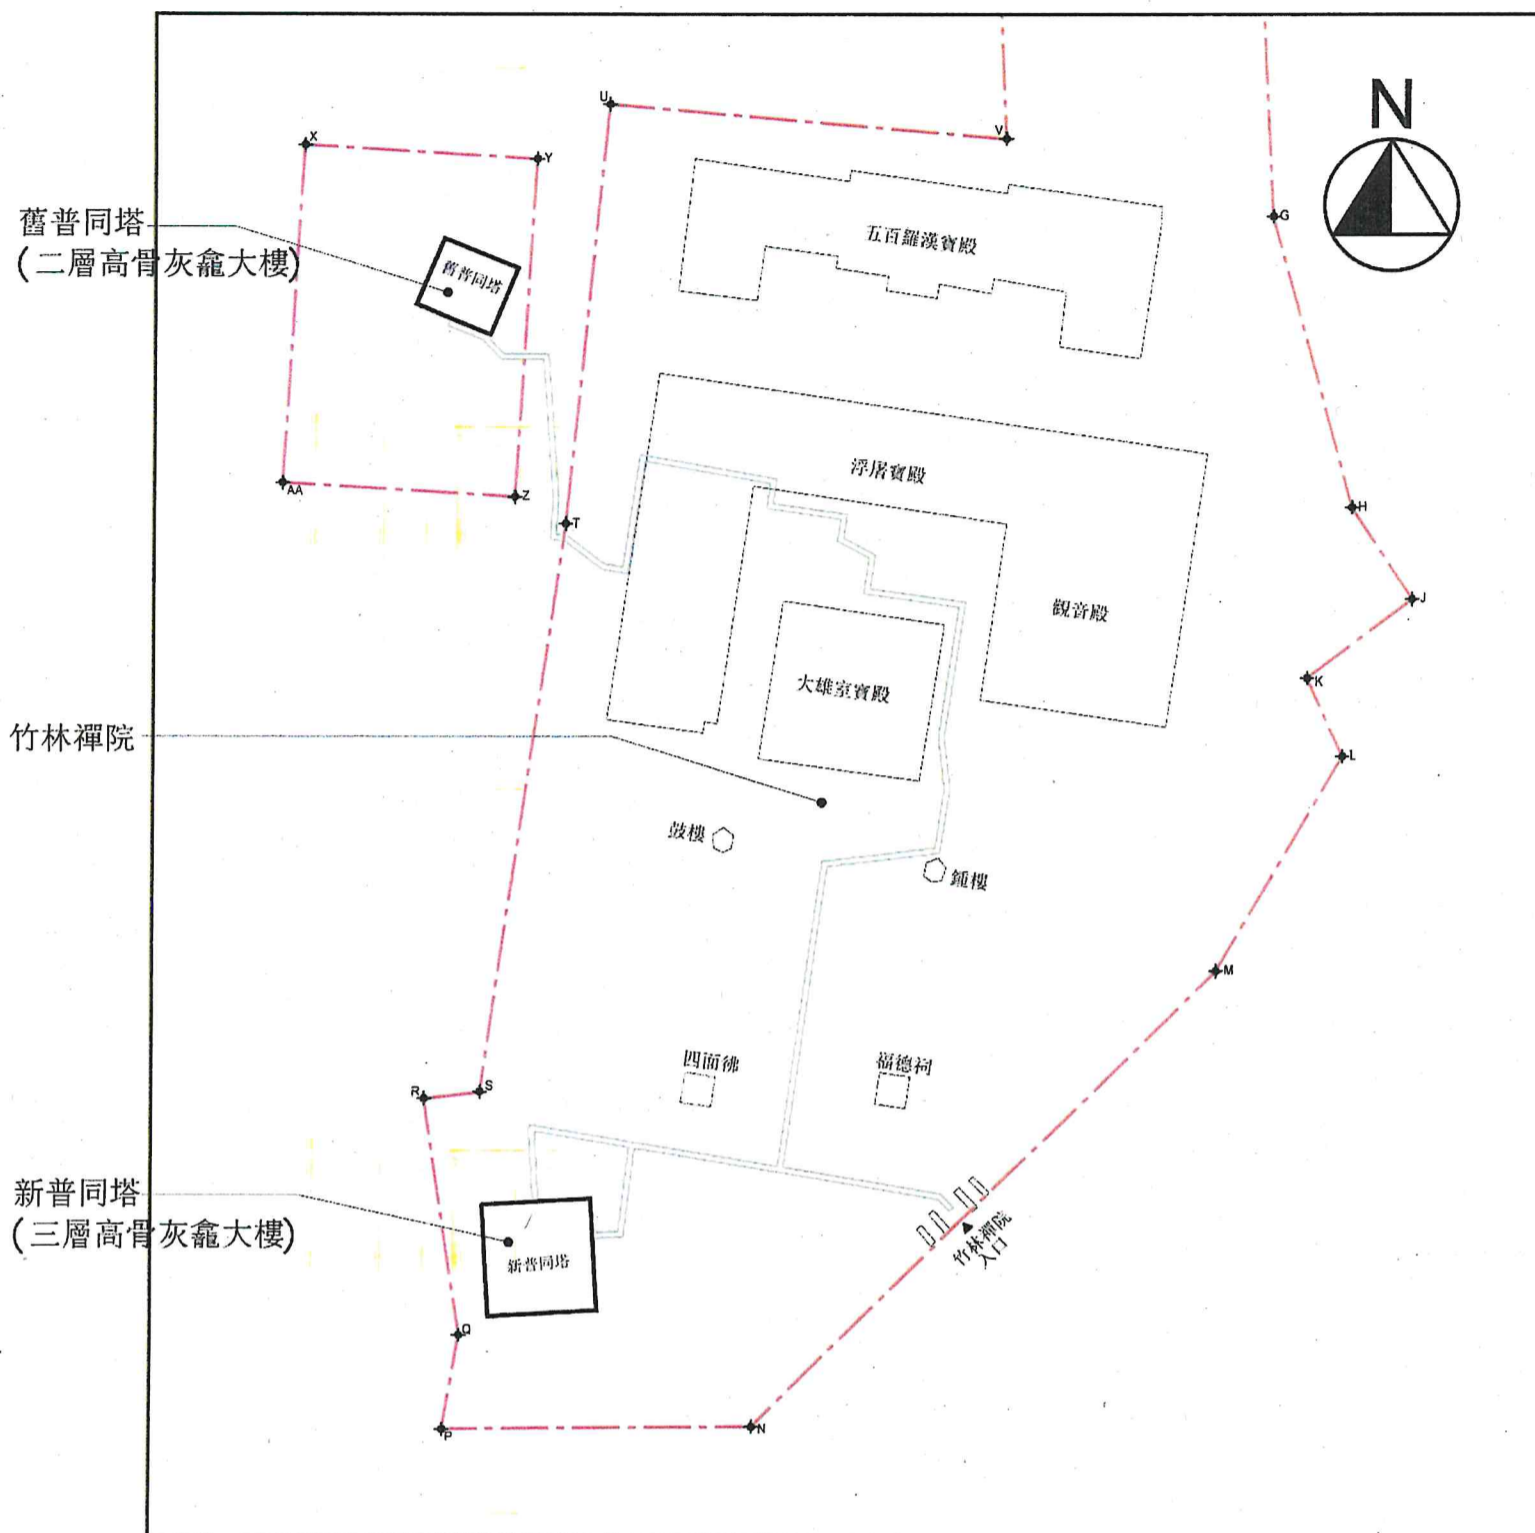 N
U
V
X
Y
G
舊普同塔
(二層高骨灰龕大樓)
舊普同塔
五百羅漢寶殿
浮屠寶殿
AA
Z
T
H
J
觀音殿
K
大雄室寶殿
竹林禪院
L
鼓樓
鍾樓
M
四面彿
福德祠
R
S
新普同塔
(三層高骨灰龕大樓)
新普同塔
竹林禪院
入口
Q
P
N